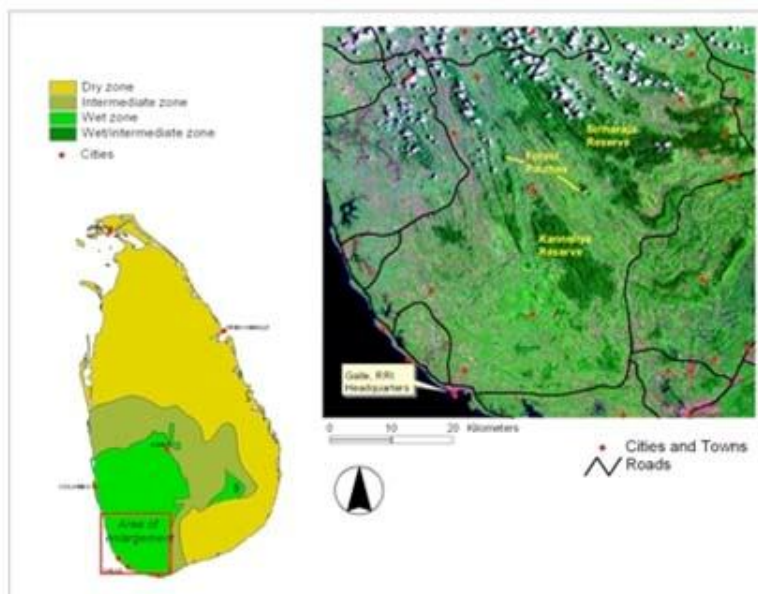 Dry zone
Intermediate zone
Wet zone
Wet/Intermediate zone
Cities
Area of
enlargement
Sinharaja
Reserve
Forest
Patches
Kanneliya
Reserve
Galle, RRI
Headquarters
0 10 20 Kilometers
Cities and Towns
Roads